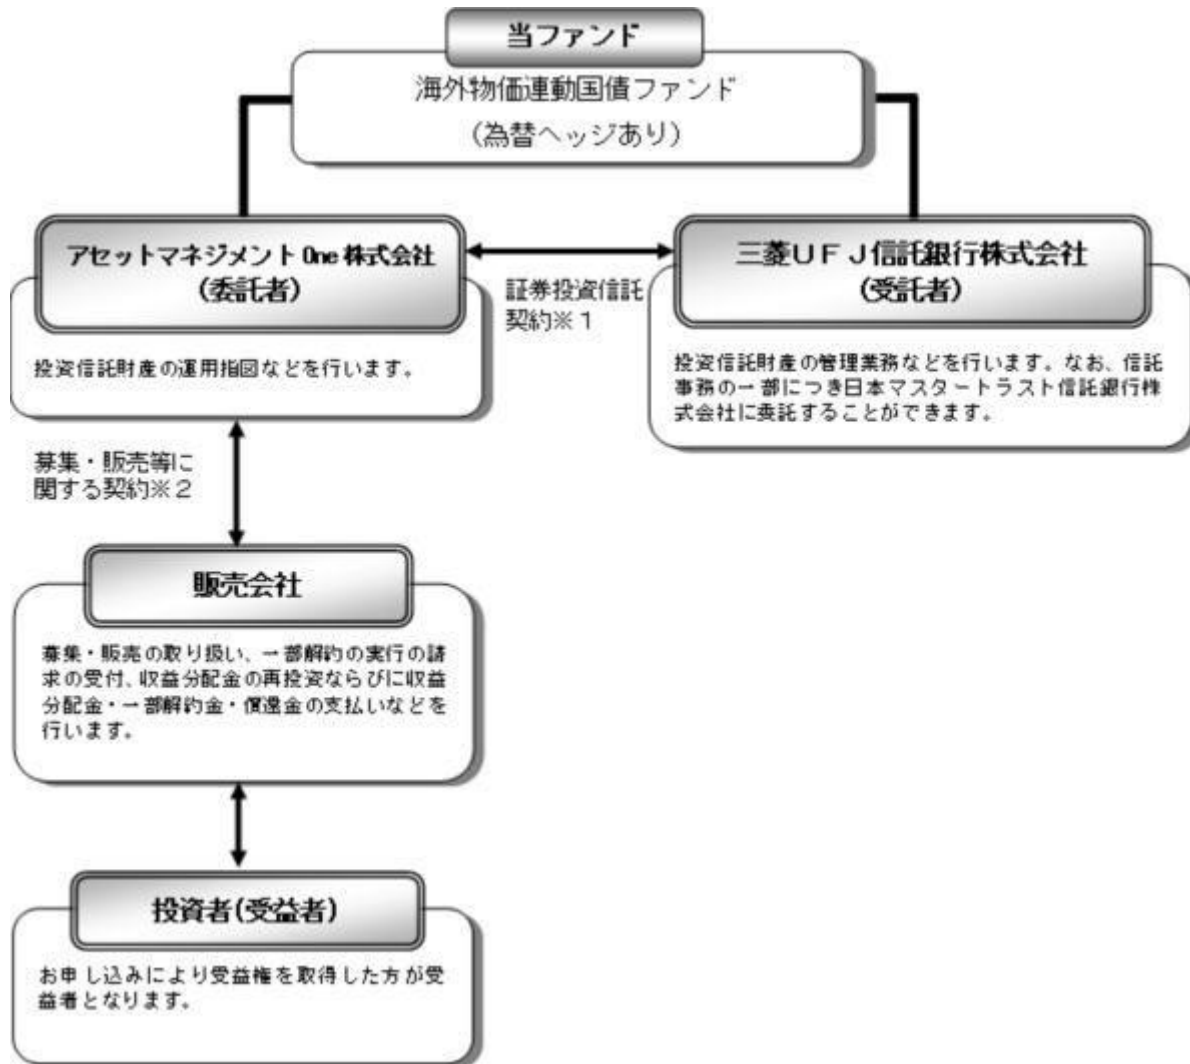 当ファンド
海外物価連動国債ファンド
（為替ヘッジあり）
アセットマネジメント One 株式会社
（委託者）
投資信託財産の運用指図などを行います。
証券投資信託
契約※１
三菱ＵＦＪ信託銀行株式会社
（受託者）
投資信託財産の管理業務などを行います。なお、信託
事務の一部につき日本マスタートラスト信託銀行株
式会社に委託することができます。
募集・販売等に
関する契約※２
販売会社
募集・販売の取り扱い、一部解約の実行の請
求の受付、収益分配金の再投資ならびに収益
分配金・一部解約金・償還金の支払いなどを
行います。
投資者（受益者）
お申し込みにより受益権を取得した方が受
益者となります。